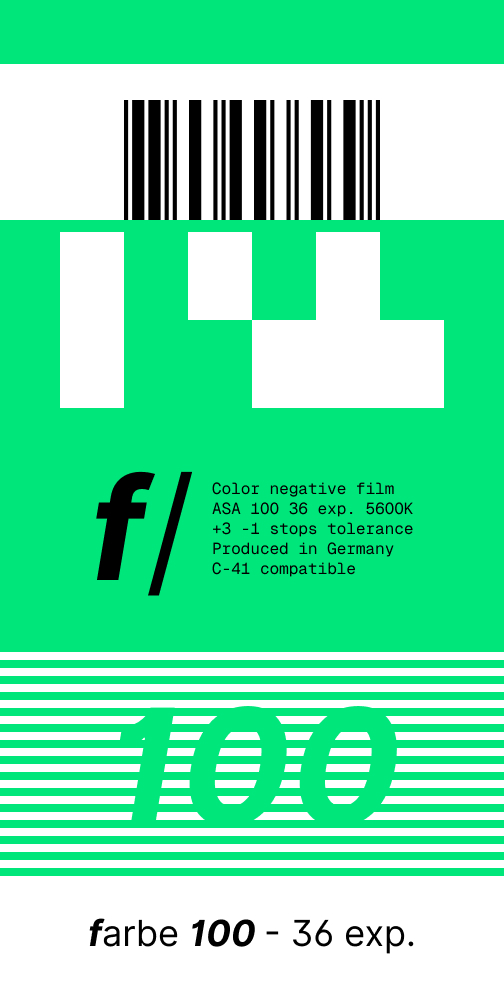 f/
Color negative film
ASA 100 36 exp. 5600K
+3 -1 stops tolerance
Produced in Germany
C-41 compatible
100
farbe 100 - 36 exp.